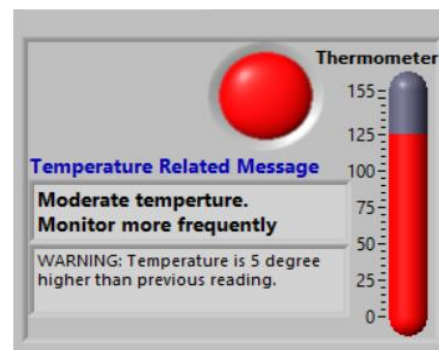 Thermometer
155
125
Temperature Related Message
100
Moderate temperture.
Monitor more frequently
75
50
WARNING: Temperature is 5 degree
higher than previous reading.
25
0